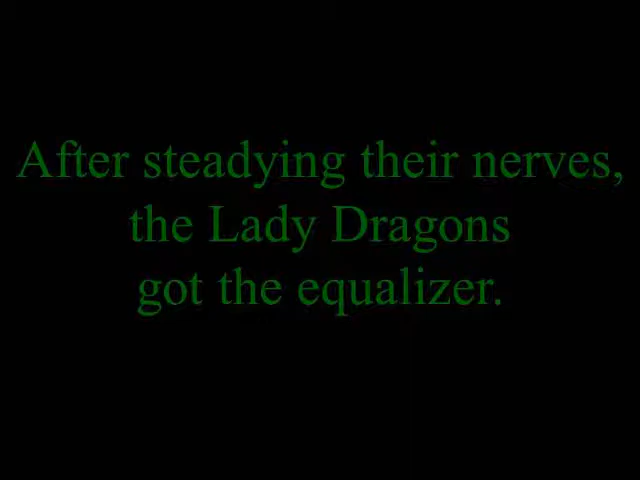 After steadying their nerves,
the Lady Dragons
got the equalizer.